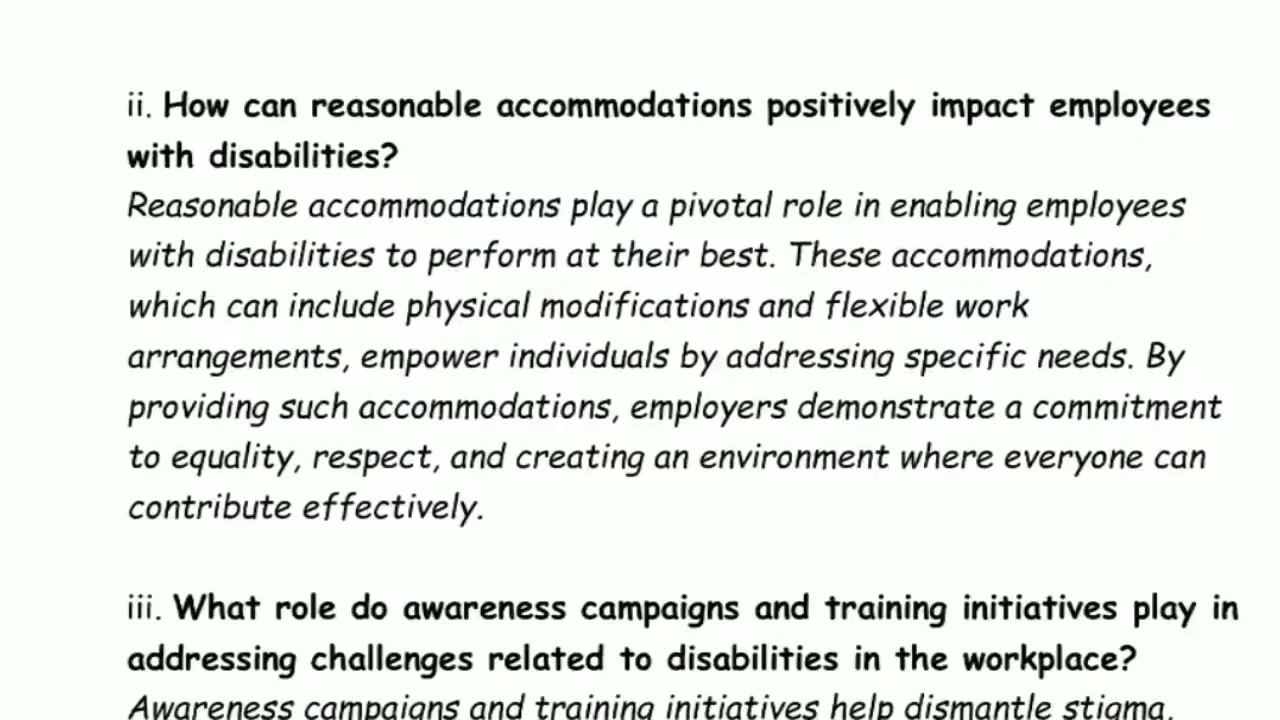 ii. How can reasonable accommodations positively impact employees
with disabilities?
Reasonable accommodations play a pivotal role in enabling employees
with disabilities to perform at their best. These accommodations,
which can include physical modifications and flexible work
arrangements, empower individuals by addressing specific needs. By
providing such accommodations, employers demonstrate a commitment
to equality, respect, and creating an environment where everyone can
contribute effectively.
iii. What role do awareness campaigns and training initiatives play in
addressing challenges related to disabilities in the workplace?
Awareness campaigns and training initiatives help dismantle stigma,